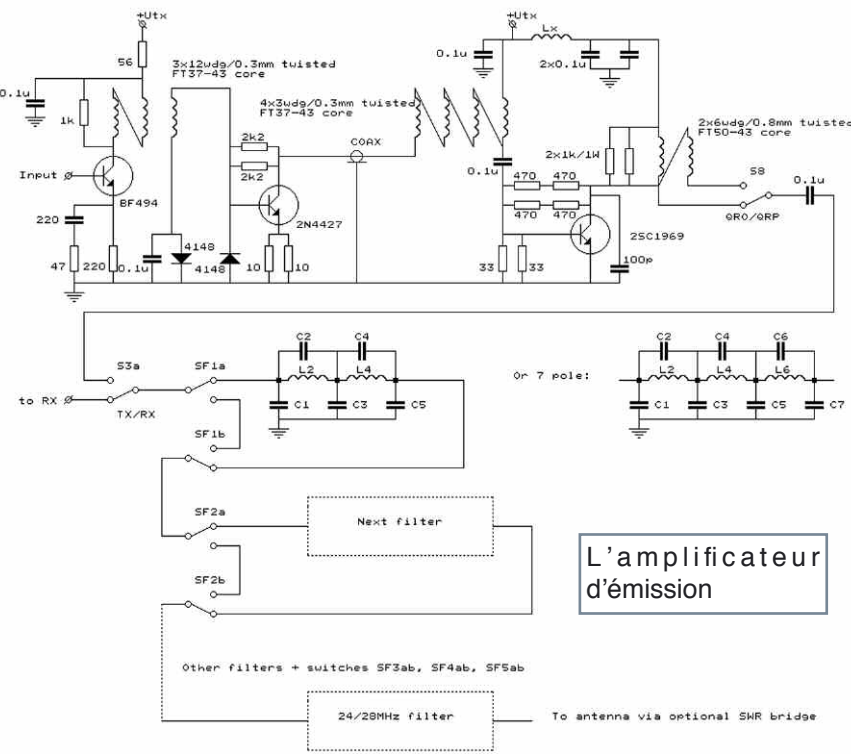 +Utx
+Utx
Lx
56
0.1u
3x12wdg/0.3mm twisted
FT37-43 core
0.1u
2x0.1u
1k
4x3wdg/0.3mm twisted
FT37-43 core
2x6wdg/0.8mm twisted
FT50-43 core
2k2
COAX
2x1k/1W
Input
2k2
0.1u
470
470
S8
0.1u
BF494
2N4427
470
470
QRO/QRP
220
2SC1969
4148
47
220
0.1u
4148
10
10
33
33
100p
S3a
SF1a
C2
C4
L2
L4
C1
C3
C5
to RX
TX/RX
Or 7 pole:
C2
C4
C6
L2
L4
L6
C1
C3
C5
C7
SF1b
SF2a
Next filter
SF2b
L'amplificateur
d'émission
Other filters + switches SF3ab, SF4ab, SF5ab
24/28MHz filter
To antenna via optional SWR bridge